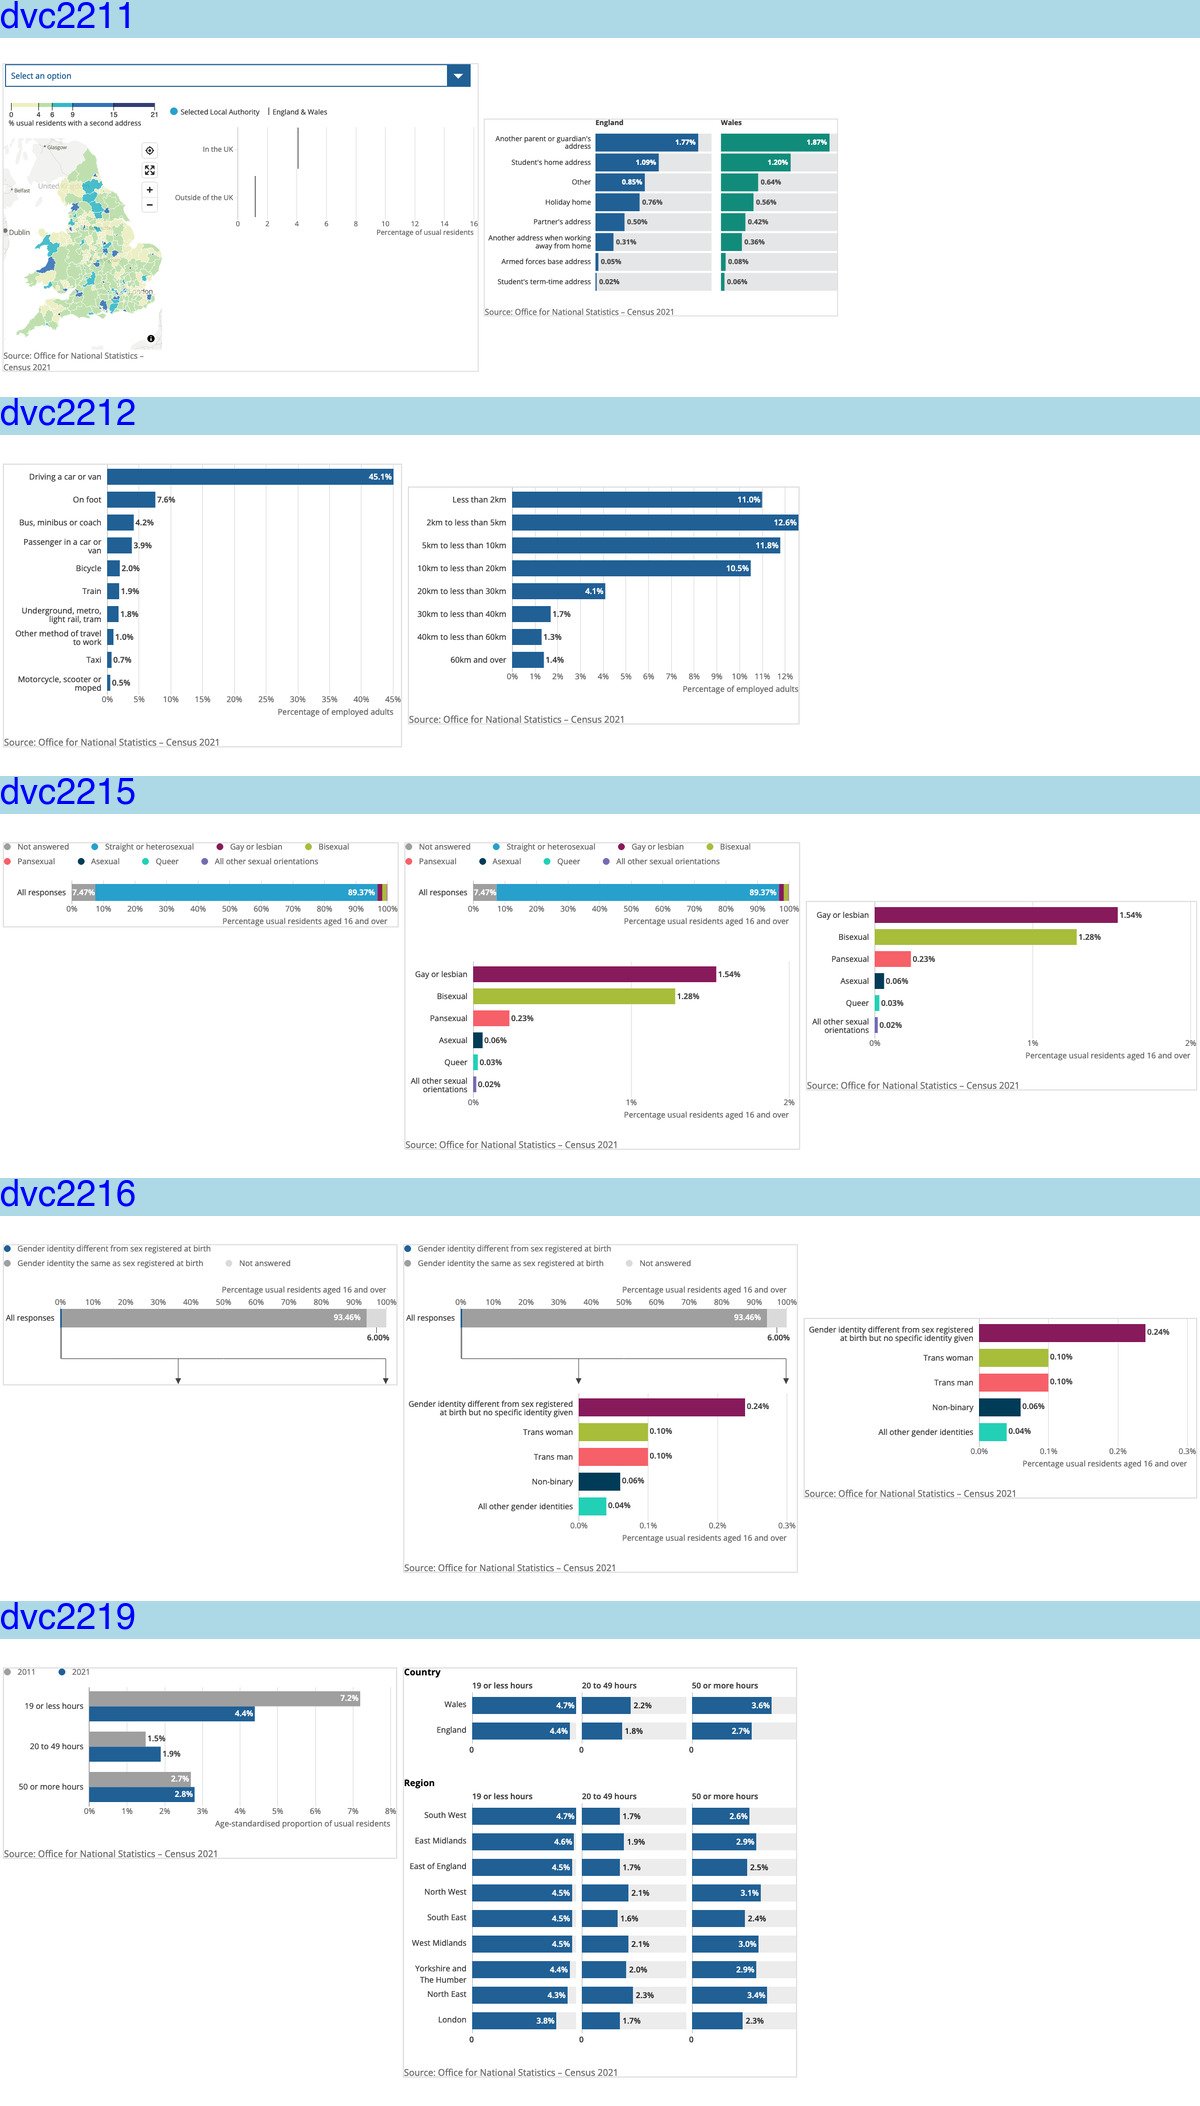 dvc2211
Select an option
0 4 6 9 15 21
% usual residents with a second address
Selected Local Authority England & Wales
Glasgow
United
Belfast
Dublin
London
In the UK
Outside of the UK
0 2 4 6 8 10 12 14 16
Percentage of usual residents
Source: Office for National Statistics –
Census 2021
England Wales
Another parent or guardian's
address 1.77% 1.87%
Student's home address 1.09% 1.20%
Other 0.85% 0.64%
Holiday home 0.76% 0.56%
Partner's address 0.50% 0.42%
Another address when working
away from home 0.31% 0.36%
Armed forces base address 0.05% 0.08%
Student's term-time address 0.02% 0.06%
Source: Office for National Statistics – Census 2021
dvc2212
Driving a car or van 45.1%
On foot 7.6%
Bus, minibus or coach 4.2%
Passenger in a car or
van 3.9%
Bicycle 2.0%
Train 1.9%
Underground, metro,
light rail, tram 1.8%
Other method of travel
to work 1.0%
Taxi 0.7%
Motorcycle, scooter or
moped 0.5%
0% 5% 10% 15% 20% 25% 30% 35% 40% 45%
Percentage of employed adults
Source: Office for National Statistics – Census 2021
Less than 2km 11.0%
2km to less than 5km 12.6%
5km to less than 10km 11.8%
10km to less than 20km 10.5%
20km to less than 30km 4.1%
30km to less than 40km 1.7%
40km to less than 60km 1.3%
60km and over 1.4%
0% 1% 2% 3% 4% 5% 6% 7% 8% 9% 10% 11% 12%
Percentage of employed adults
Source: Office for National Statistics – Census 2021
dvc2215
Not answered Straight or heterosexual Gay or lesbian Bisexual
Pansexual Asexual Queer All other sexual orientations
All responses 7.47% 89.37%
0% 10% 20% 30% 40% 50% 60% 70% 80% 90% 100%
Percentage usual residents aged 16 and over
Not answered Straight or heterosexual Gay or lesbian Bisexual
Pansexual Asexual Queer All other sexual orientations
All responses 7.47% 89.37%
0% 10% 20% 30% 40% 50% 60% 70% 80% 90% 100%
Percentage usual residents aged 16 and over
Gay or lesbian 1.54%
Bisexual 1.28%
Pansexual 0.23%
Asexual 0.06%
Queer 0.03%
All other sexual
orientations 0.02%
0% 1% 2%
Percentage usual residents aged 16 and over
Source: Office for National Statistics – Census 2021
Gay or lesbian 1.54%
Bisexual 1.28%
Pansexual 0.23%
Asexual 0.06%
Queer 0.03%
All other sexual
orientations 0.02%
0% 1% 2%
Percentage usual residents aged 16 and over
Source: Office for National Statistics – Census 2021
dvc2216
Gender identity different from sex registered at birth
Gender identity the same as sex registered at birth Not answered
Percentage usual residents aged 16 and over
0% 10% 20% 30% 40% 50% 60% 70% 80% 90% 100%
All responses 93.46%
6.00%
Gender identity different from sex registered at birth
Gender identity the same as sex registered at birth Not answered
Percentage usual residents aged 16 and over
0% 10% 20% 30% 40% 50% 60% 70% 80% 90% 100%
All responses 93.46%
6.00%
Gender identity different from sex registered
at birth but no specific identity given 0.24%
Trans woman 0.10%
Trans man 0.10%
Non-binary 0.06%
All other gender identities 0.04%
0.0% 0.1% 0.2% 0.3%
Percentage usual residents aged 16 and over
Source: Office for National Statistics – Census 2021
Gender identity different from sex registered
at birth but no specific identity given 0.24%
Trans woman 0.10%
Trans man 0.10%
Non-binary 0.06%
All other gender identities 0.04%
0.0% 0.1% 0.2% 0.3%
Percentage usual residents aged 16 and over
Source: Office for National Statistics – Census 2021
dvc2219
2011 2021
19 or less hours 7.2%
4.4%
20 to 49 hours 1.5%
1.9%
50 or more hours 2.7%
2.8%
0% 1% 2% 3% 4% 5% 6% 7% 8%
Age-standardised proportion of usual residents
Source: Office for National Statistics – Census 2021
Country
19 or less hours 20 to 49 hours 50 or more hours
Wales 4.7% 2.2% 3.6%
England 4.4% 1.8% 2.7%
0 0 0
Region
19 or less hours 20 to 49 hours 50 or more hours
South West 4.7% 1.7% 2.6%
East Midlands 4.6% 1.9% 2.9%
East of England 4.5% 1.7% 2.5%
North West 4.5% 2.1% 3.1%
South East 4.5% 1.6% 2.4%
West Midlands 4.5% 2.1% 3.0%
Yorkshire and
The Humber 4.4% 2.0% 2.9%
North East 4.3% 2.3% 3.4%
London 3.8% 1.7% 2.3%
0 0 0
Source: Office for National Statistics – Census 2021